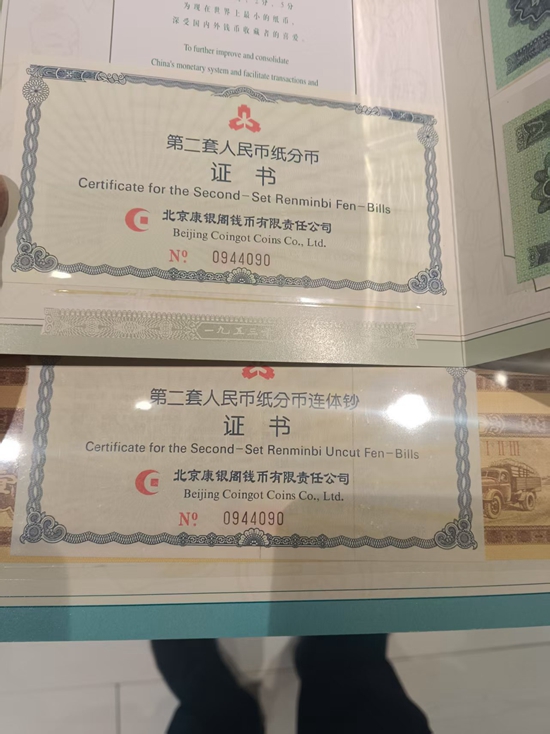 为现在世界上最小的纸币,
深受国内外钱币收藏者的喜爱。
To further improve and consolidate
China's monetary system and facilitate transactions and
第二套人民币纸分币
证书
Certificate for the Second-Set Renminbi Fen-Bills
北京康银阁钱币有限责任公司
Beijing Coingot Coins Co., Ltd.
Nº 0944090
一九五三
第二套人民币纸分币连体钞
证书
Certificate for the Second-Set Renminbi Uncut Fen-Bills
北京康银阁钱币有限责任公司
Beijing Coingot Coins Co., Ltd.
Nº 0944090